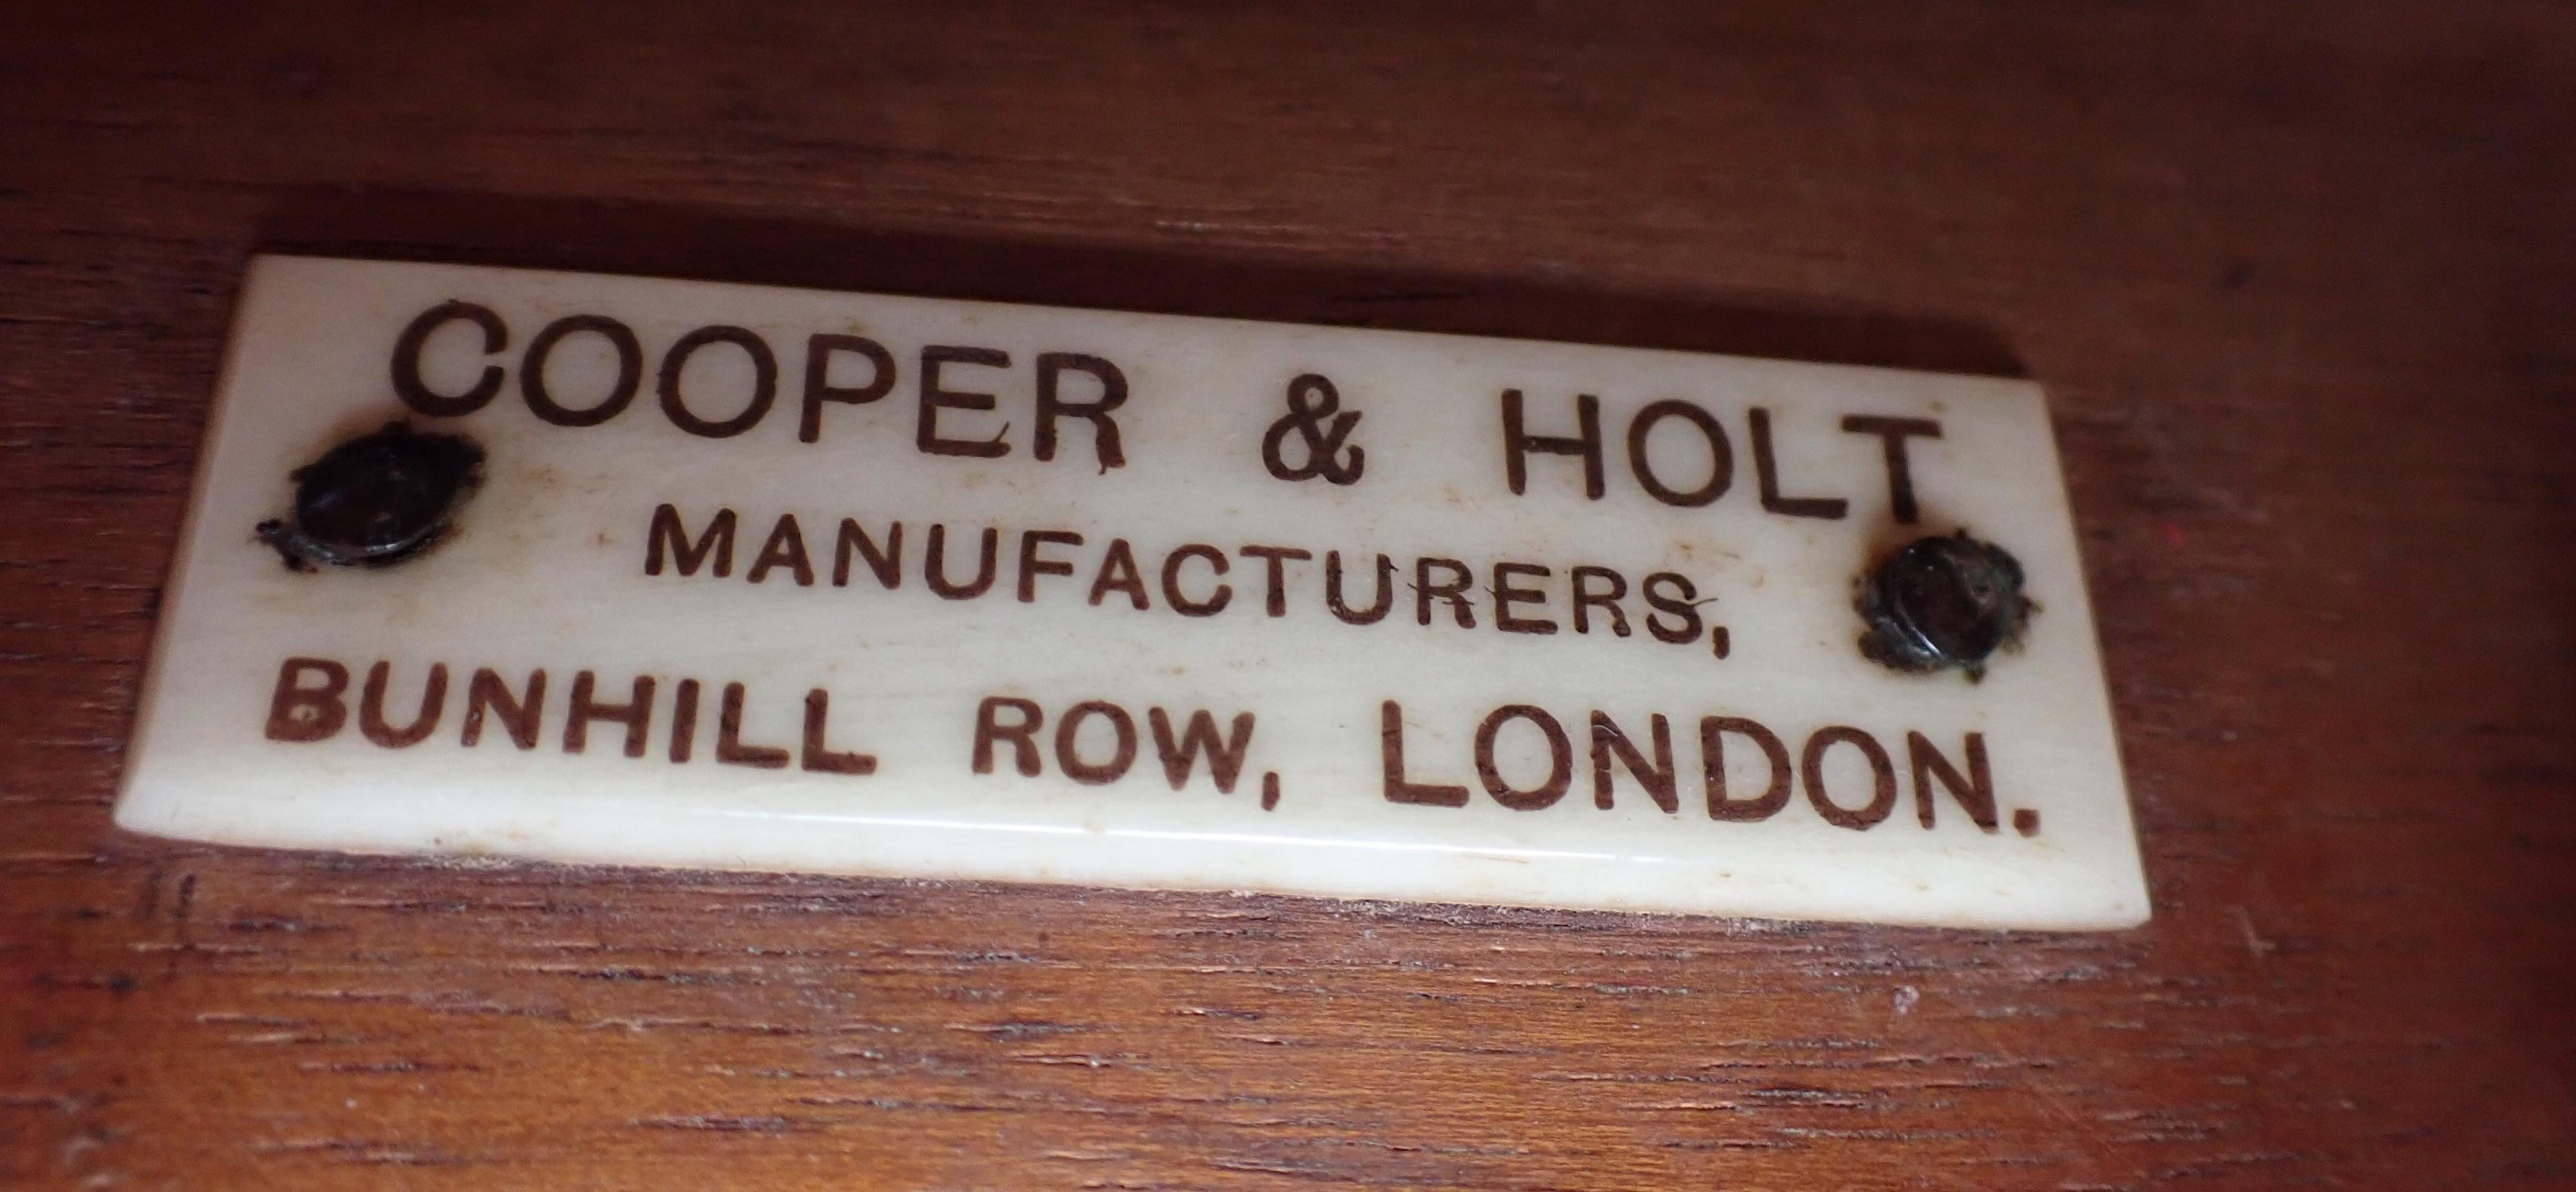 COOPER & HOLT
MANUFACTURERS,
BUNHILL ROW, LONDON.